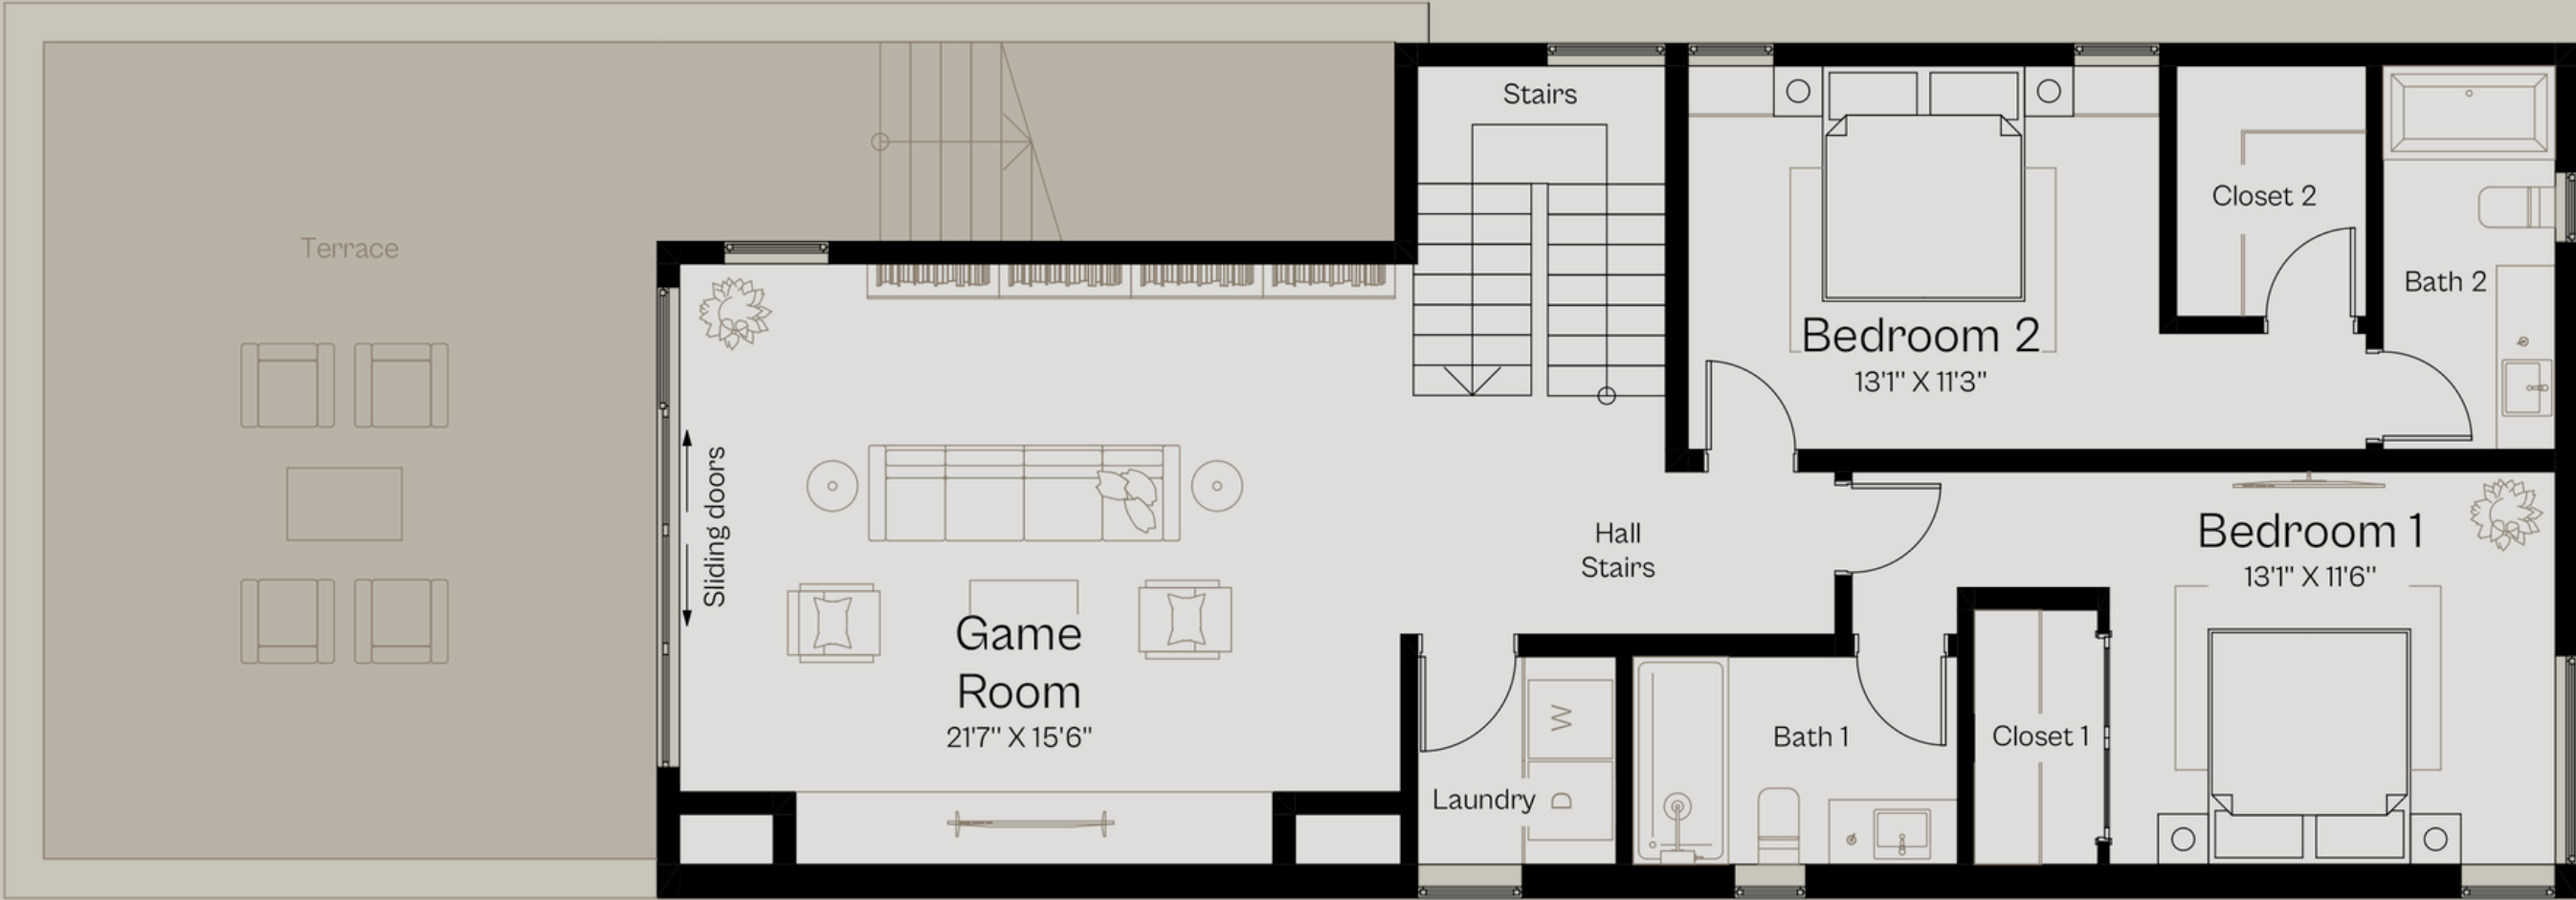 Stairs
Closet 2
Terrace
Bath 2
Bedroom 2
13'1" X 11'3"
Sliding doors
Hall
Stairs
Bedroom 1
13'1" X 11'6"
Game
Room
21'7" X 15'6"
W
D
Laundry
Bath 1
Closet 1